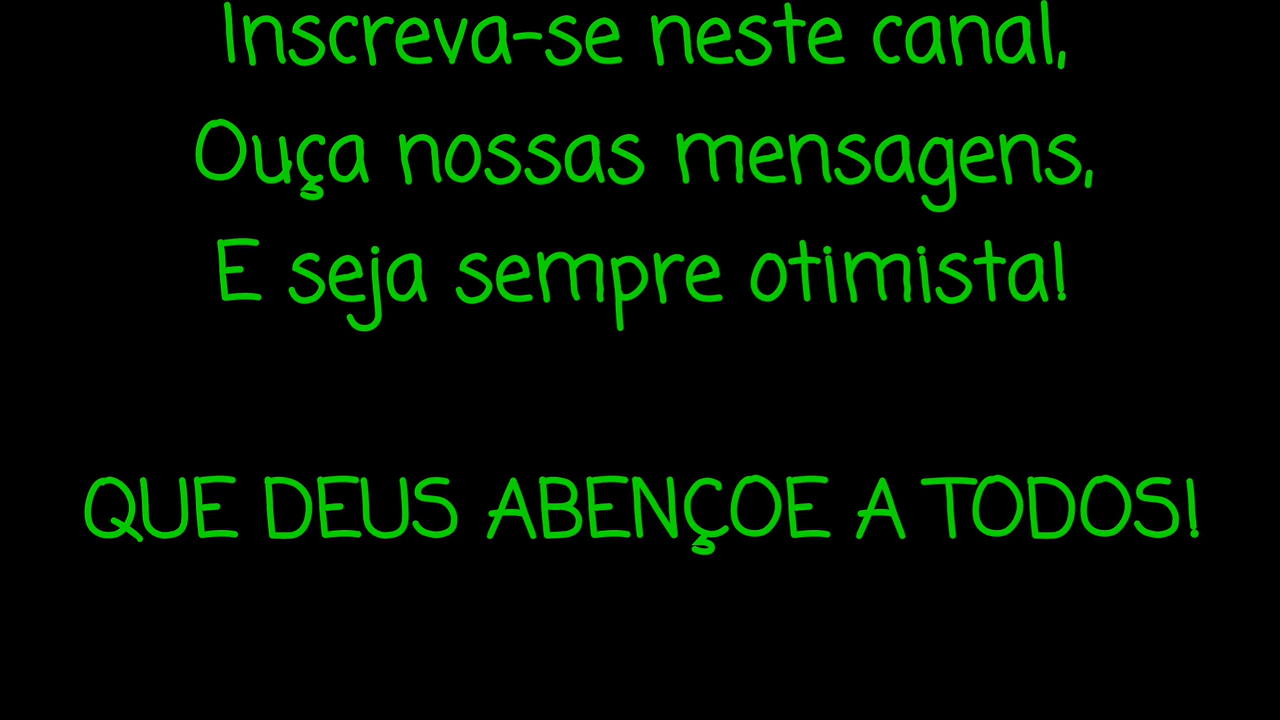 Inscreva-se neste canal,
Ouça nossas mensagens,
E seja sempre otimista!
QUE DEUS ABENÇOE A TODOS!